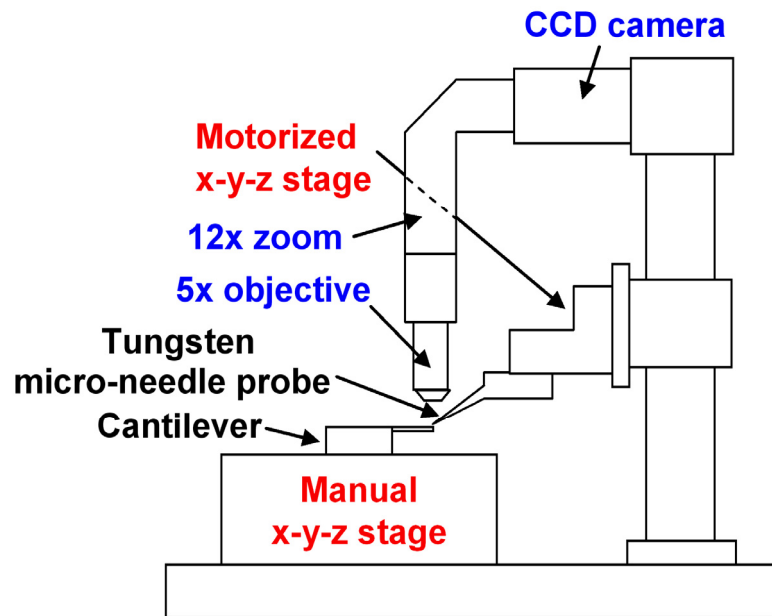 CCD camera
Motorized
x-y-z stage
12x zoom
5x objective
Tungsten
micro-needle probe
Cantilever
Manual
x-y-z stage